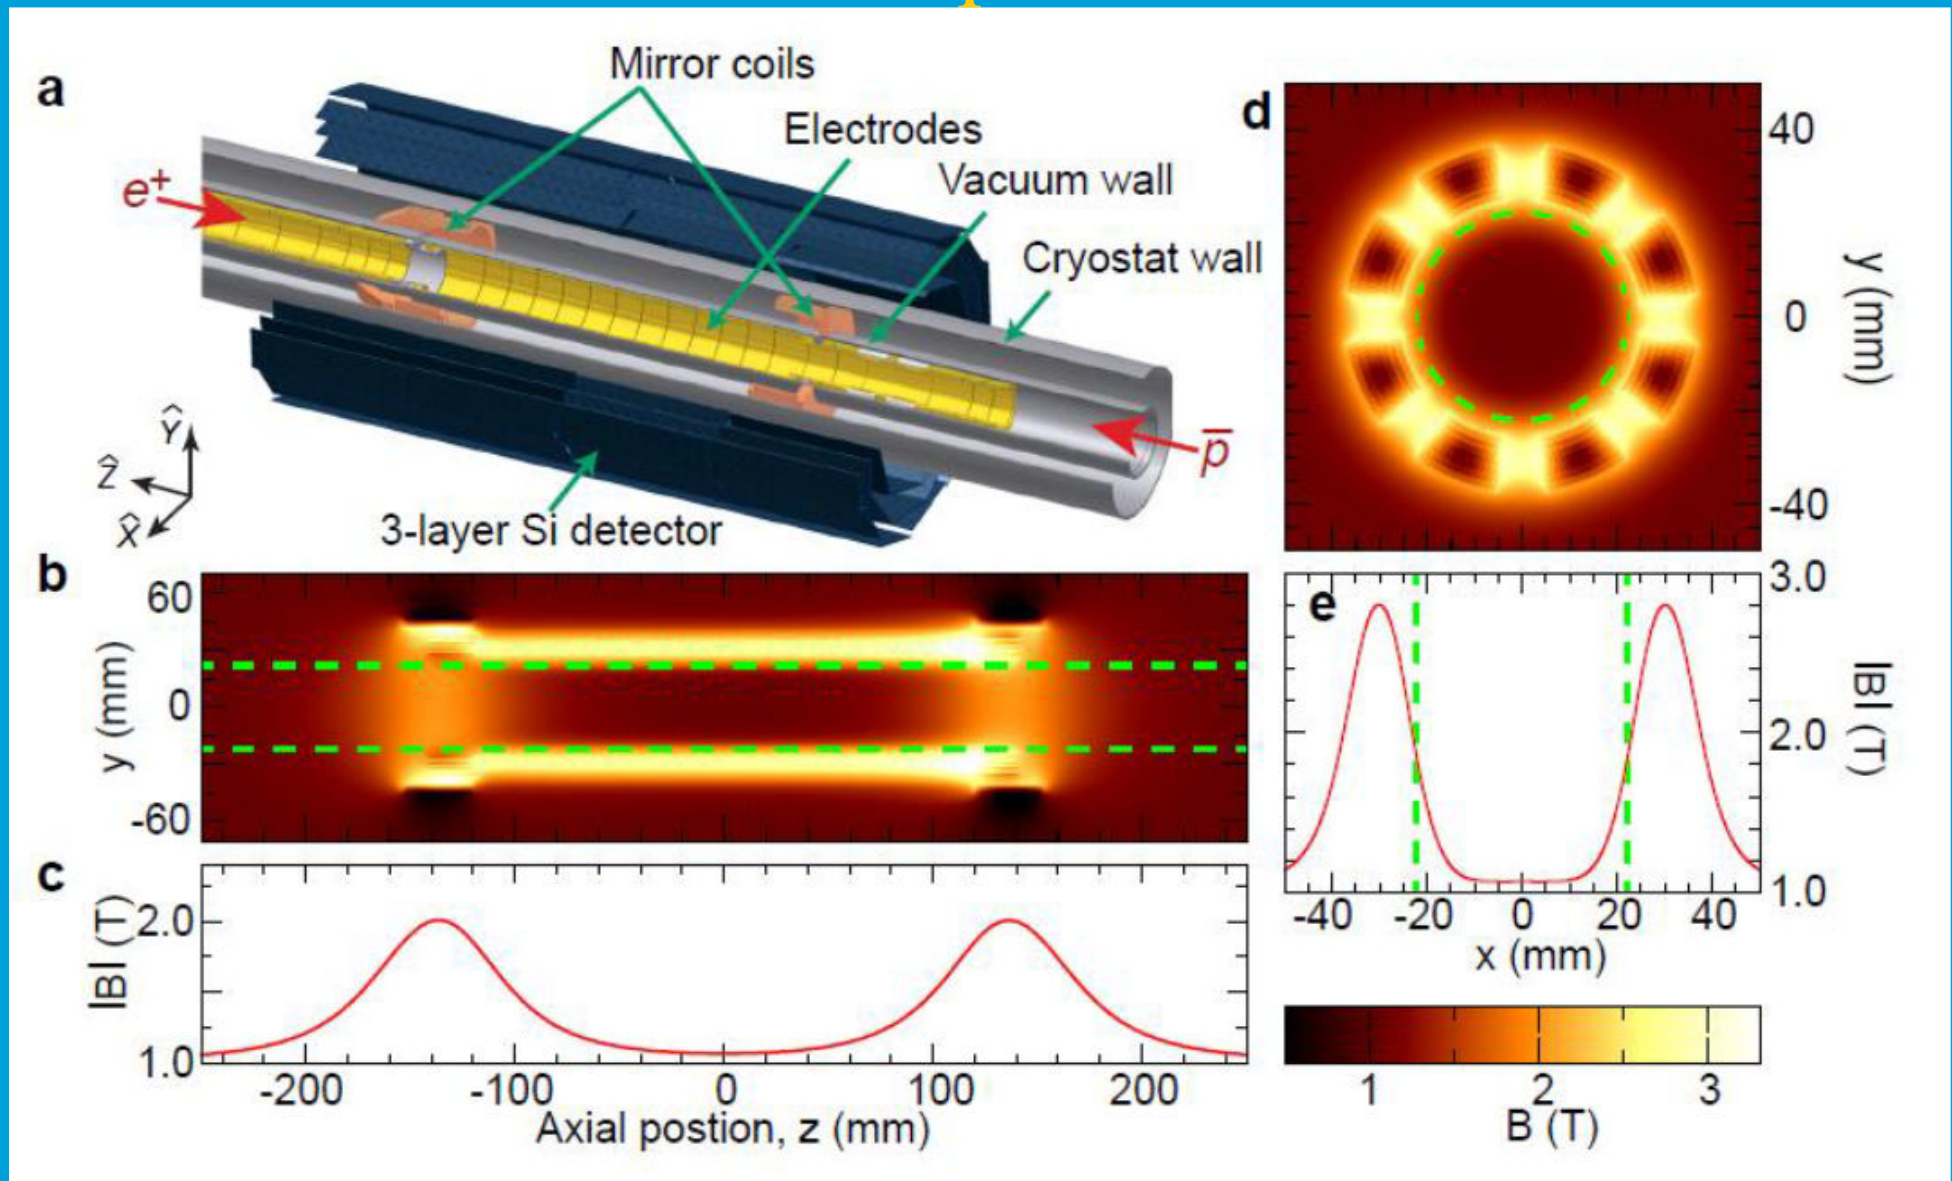 a
Mirror coils
Electrodes
Vacuum wall
Cryostat wall
e+
p̅
Ŷ
Ẑ
X̂
3-layer Si detector
b
60
0
-60
y (mm)
c
|B| (T)
2.0
1.0
-200 -100 0 100 200
Axial postion, z (mm)
d
40
0
-40
y (mm)
e
3.0
2.0
1.0
|B| (T)
-40 -20 0 20 40
x (mm)
1 2 3
B (T)